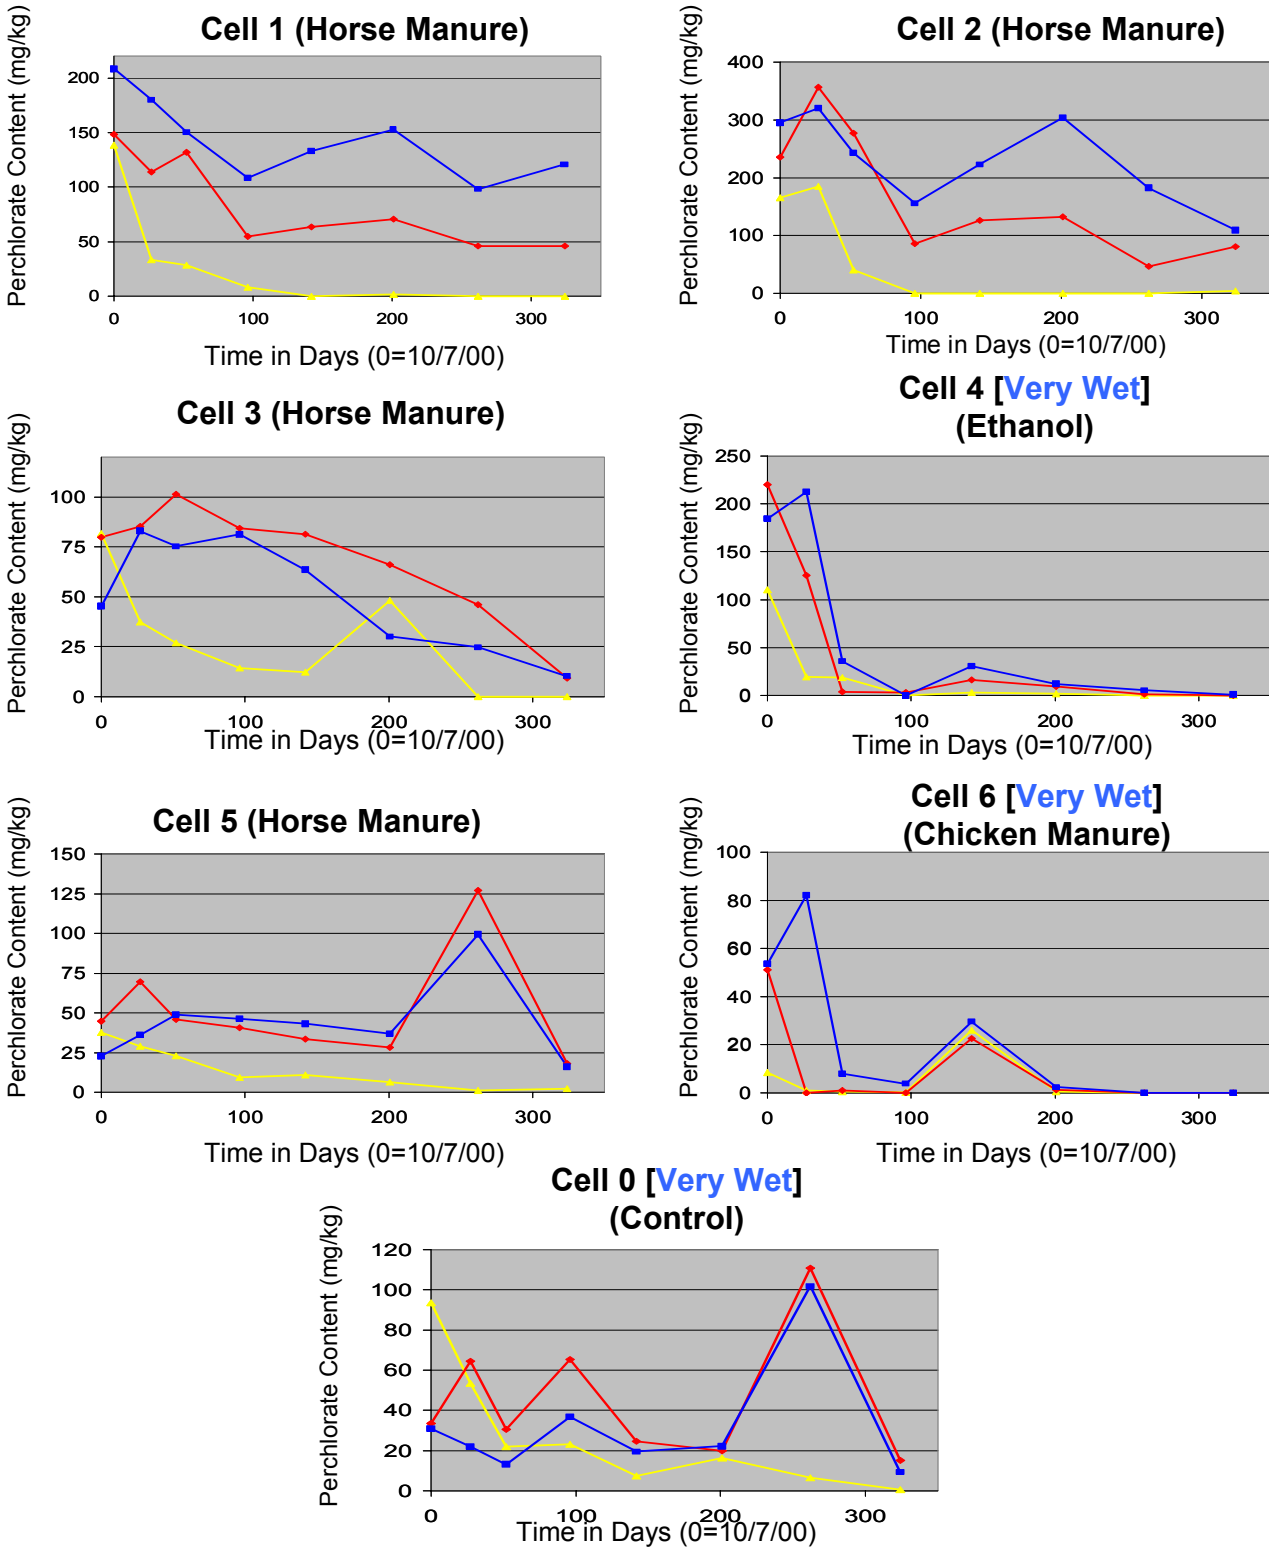 Cell 1 (Horse Manure)
Perchlorate Content (mg/kg)
200
150
100
50
0
0 100 200 300
Time in Days (0=10/7/00)
Cell 2 (Horse Manure)
Perchlorate Content (mg/kg)
400
300
200
100
0
0 100 200 300
Time in Days (0=10/7/00)
Cell 3 (Horse Manure)
Perchlorate Content (mg/kg)
100
75
50
25
0
0 100 200 300
Time in Days (0=10/7/00)
Cell 4 [Very Wet]
(Ethanol)
Perchlorate Content (mg/kg)
250
200
150
100
50
0
0 100 200 300
Time in Days (0=10/7/00)
Cell 5 (Horse Manure)
Perchlorate Content (mg/kg)
150
125
100
75
50
25
0
0 100 200 300
Time in Days (0=10/7/00)
Cell 6 [Very Wet]
(Chicken Manure)
Perchlorate Content (mg/kg)
100
80
60
40
20
0
0 100 200 300
Time in Days (0=10/7/00)
Cell 0 [Very Wet]
(Control)
Perchlorate Content (mg/kg)
120
100
80
60
40
20
0
0 100 200 300
Time in Days (0=10/7/00)